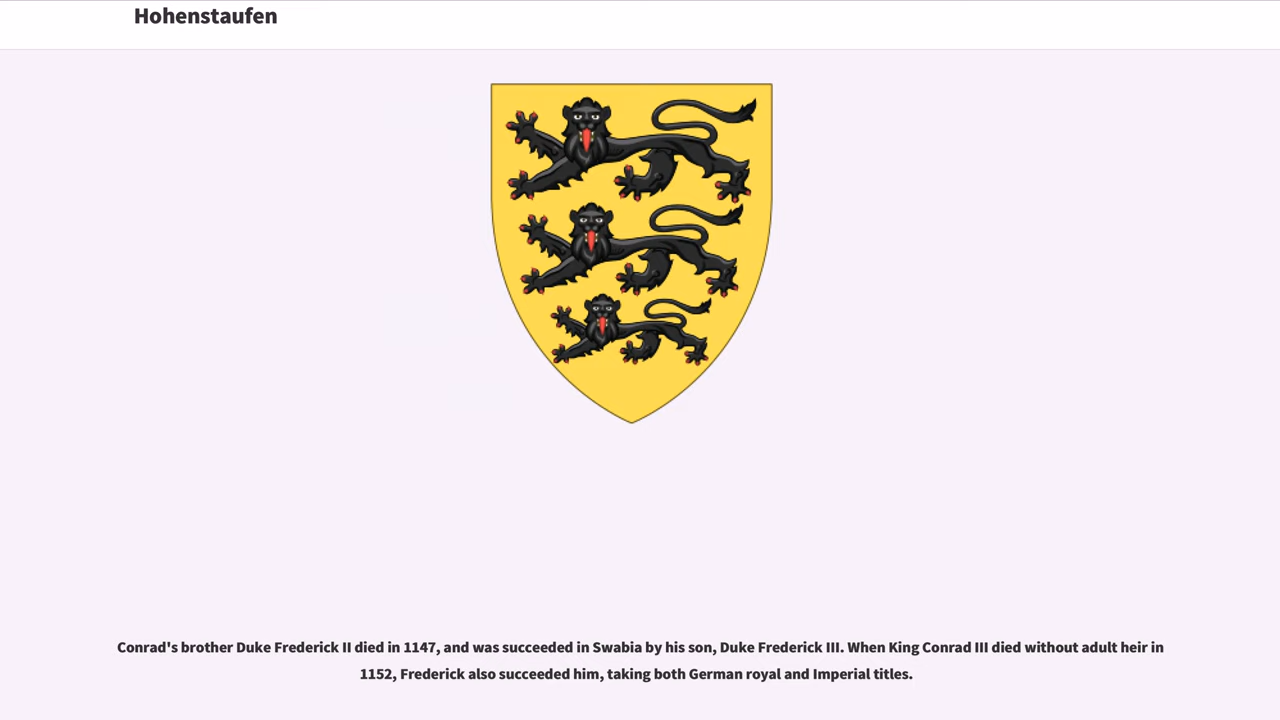 Hohenstaufen
Conrad's brother Duke Frederick II died in 1147, and was succeeded in Swabia by his son, Duke Frederick III. When King Conrad III died without adult heir in
1152, Frederick also succeeded him, taking both German royal and Imperial titles.